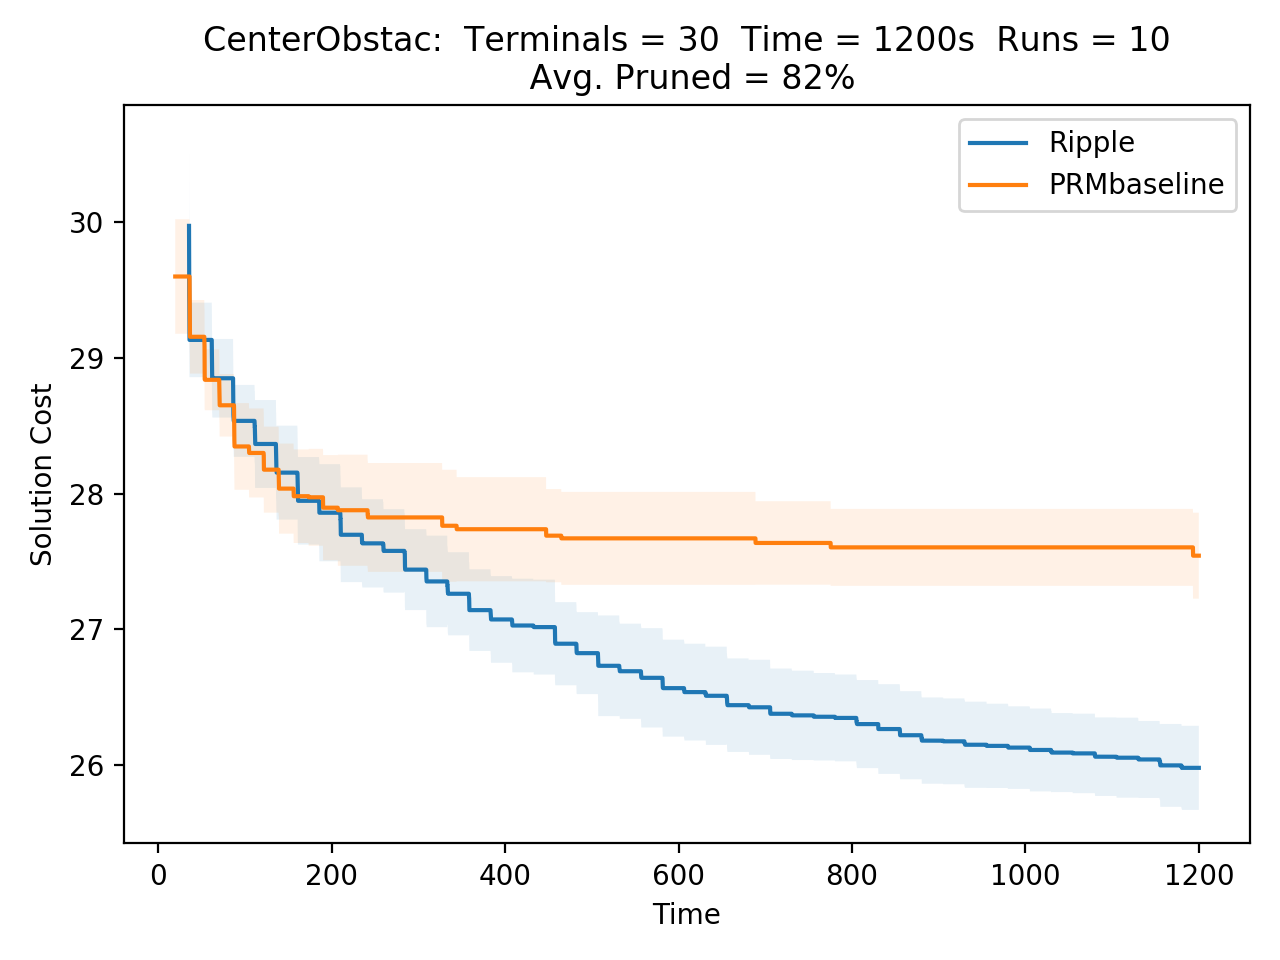 CenterObstac:  Terminals = 30  Time = 1200s  Runs = 10
Avg. Pruned = 82%
Ripple
PRMbaseline
Solution Cost
30
29
28
27
26
0
200
400
600
800
1000
1200
Time